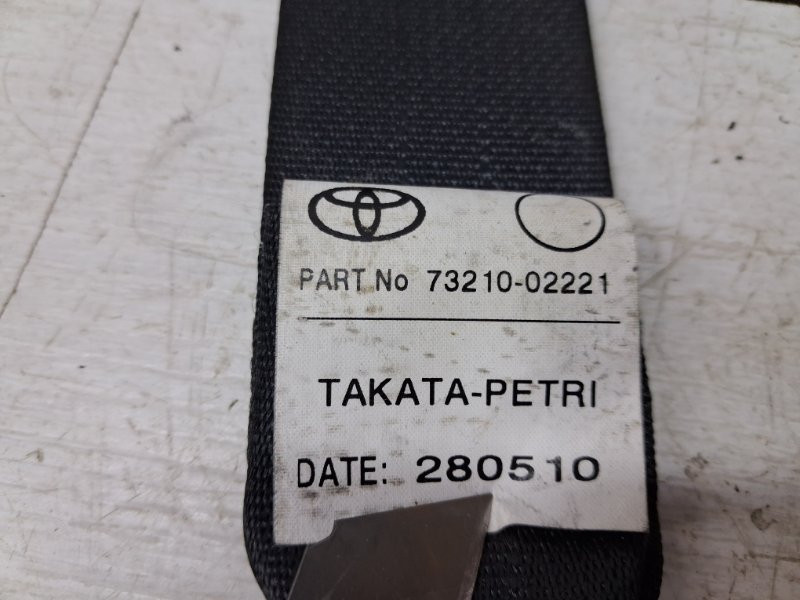 PART No 73210-02221
TAKATA-PETRI
DATE: 280510